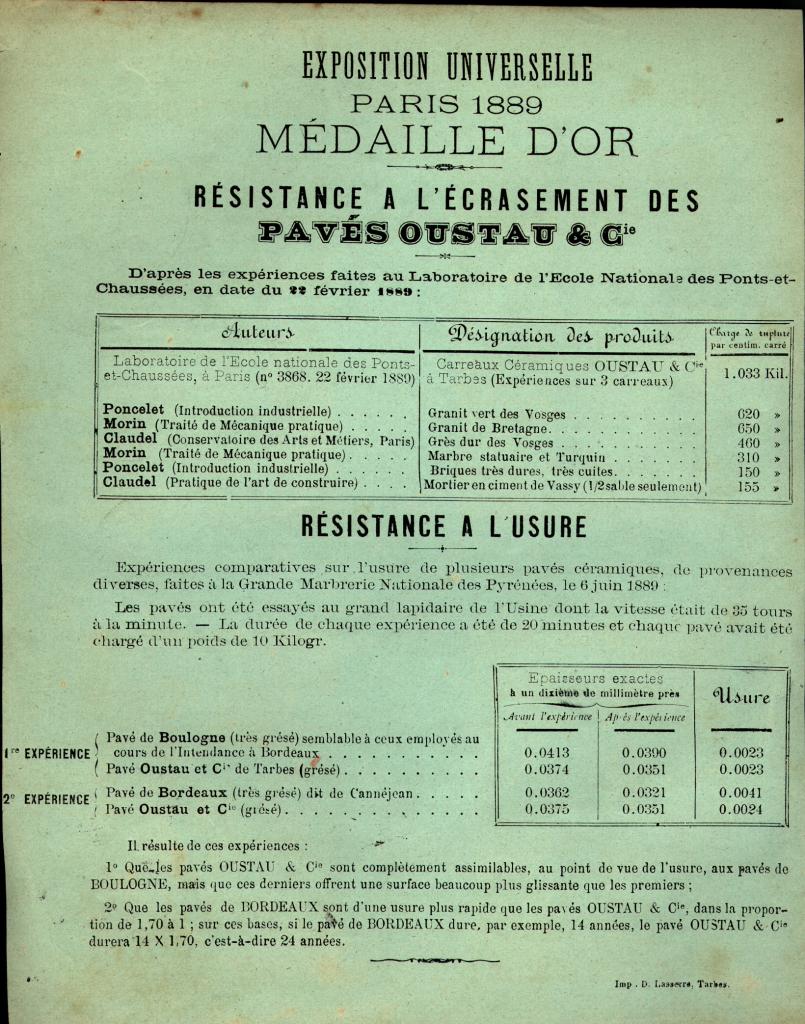 EXPOSITION UNIVERSELLE
PARIS 1889
MÉDAILLE D'OR
RÉSISTANCE A L'ÉCRASEMENT DES
PAVÉS OUSTAU & Cie
D'après les expériences faites au Laboratoire de l'Ecole Nationale des Ponts-et-
Chaussées, en date du 22 février 1889 :
Auteurs Désignation des produits Charge de rupture par centim. carré
Laboratoire de l'Ecole nationale des Ponts- Carreaux Céramiques OUSTAU & Cie 1.033 Kil.
et-Chaussées, à Paris (no 3868. 22 février 1889) à Tarbes (Expériences sur 3 carreaux)
Poncelet (Introduction industrielle) . . . . . . Granit vert des Vosges . . . . . . . . . 620 »
Morin (Traité de Mécanique pratique) . . . . . Granit de Bretagne. . . . . . . . . . 650 »
Claudel (Conservatoire des Arts et Métiers, Paris) Grès dur des Vosges . . . . . . . . . 460 »
Morin (Traité de Mécanique pratique) . . . . . Marbre statuaire et Turquin . . . . . . 310 »
Poncelet (Introduction industrielle) . . . . . . Briques très dures, très cuites. . . . . . . 150 »
Claudel (Pratique de l'art de construire) . . . . Mortier en ciment de Vassy (1/2 sable seulement) 155 »
RÉSISTANCE A L'USURE
Expériences comparatives sur l'usure de plusieurs pavés céramiques, de provenances
diverses, faites à la Grande Marbrerie Nationale des Pyrénées, le 6 juin 1889 :
Les pavés ont été essayés au grand lapidaire de l'Usine dont la vitesse était de 35 tours
à la minute. — La durée de chaque expérience a été de 20 minutes et chaque pavé avait été
chargé d'un poids de 10 Kilogr.
Epaisseurs exactes
à un dixième de millimètre près Usure
Avant l'expérience Après l'expérience
1re EXPÉRIENCE Pavé de Boulogne (très grésé) semblable à ceux employés au
cours de l'Intendance à Bordeaux . . . . . . . . . . . 0.0413 0.0390 0.0023
Pavé Oustau et Cie de Tarbes (grésé) . . . . . . . . . . 0.0374 0.0351 0.0023
2e EXPÉRIENCE Pavé de Bordeaux (très grésé) dit de Cannéjean . . . . . 0.0362 0.0321 0.0041
Pavé Oustau et Cie (grésé) . . . . . . . . . . . . . 0.0375 0.0351 0.0024
Il résulte de ces expériences :
1o Que les pavés OUSTAU & Cie sont complètement assimilables, au point de vue de l'usure, aux pavés de
BOULOGNE, mais que ces derniers offrent une surface beaucoup plus glissante que les premiers ;
2o Que les pavés de BORDEAUX sont d'une usure plus rapide que les pavés OUSTAU & Cie, dans la propor-
tion de 1,70 à 1 ; sur ces bases, si le pavé de BORDEAUX dure, par exemple, 14 années, le pavé OUSTAU & Cie
durera 14 X 1,70, c'est-à-dire 24 années.
Imp. D. Lasserre, Tarbes.